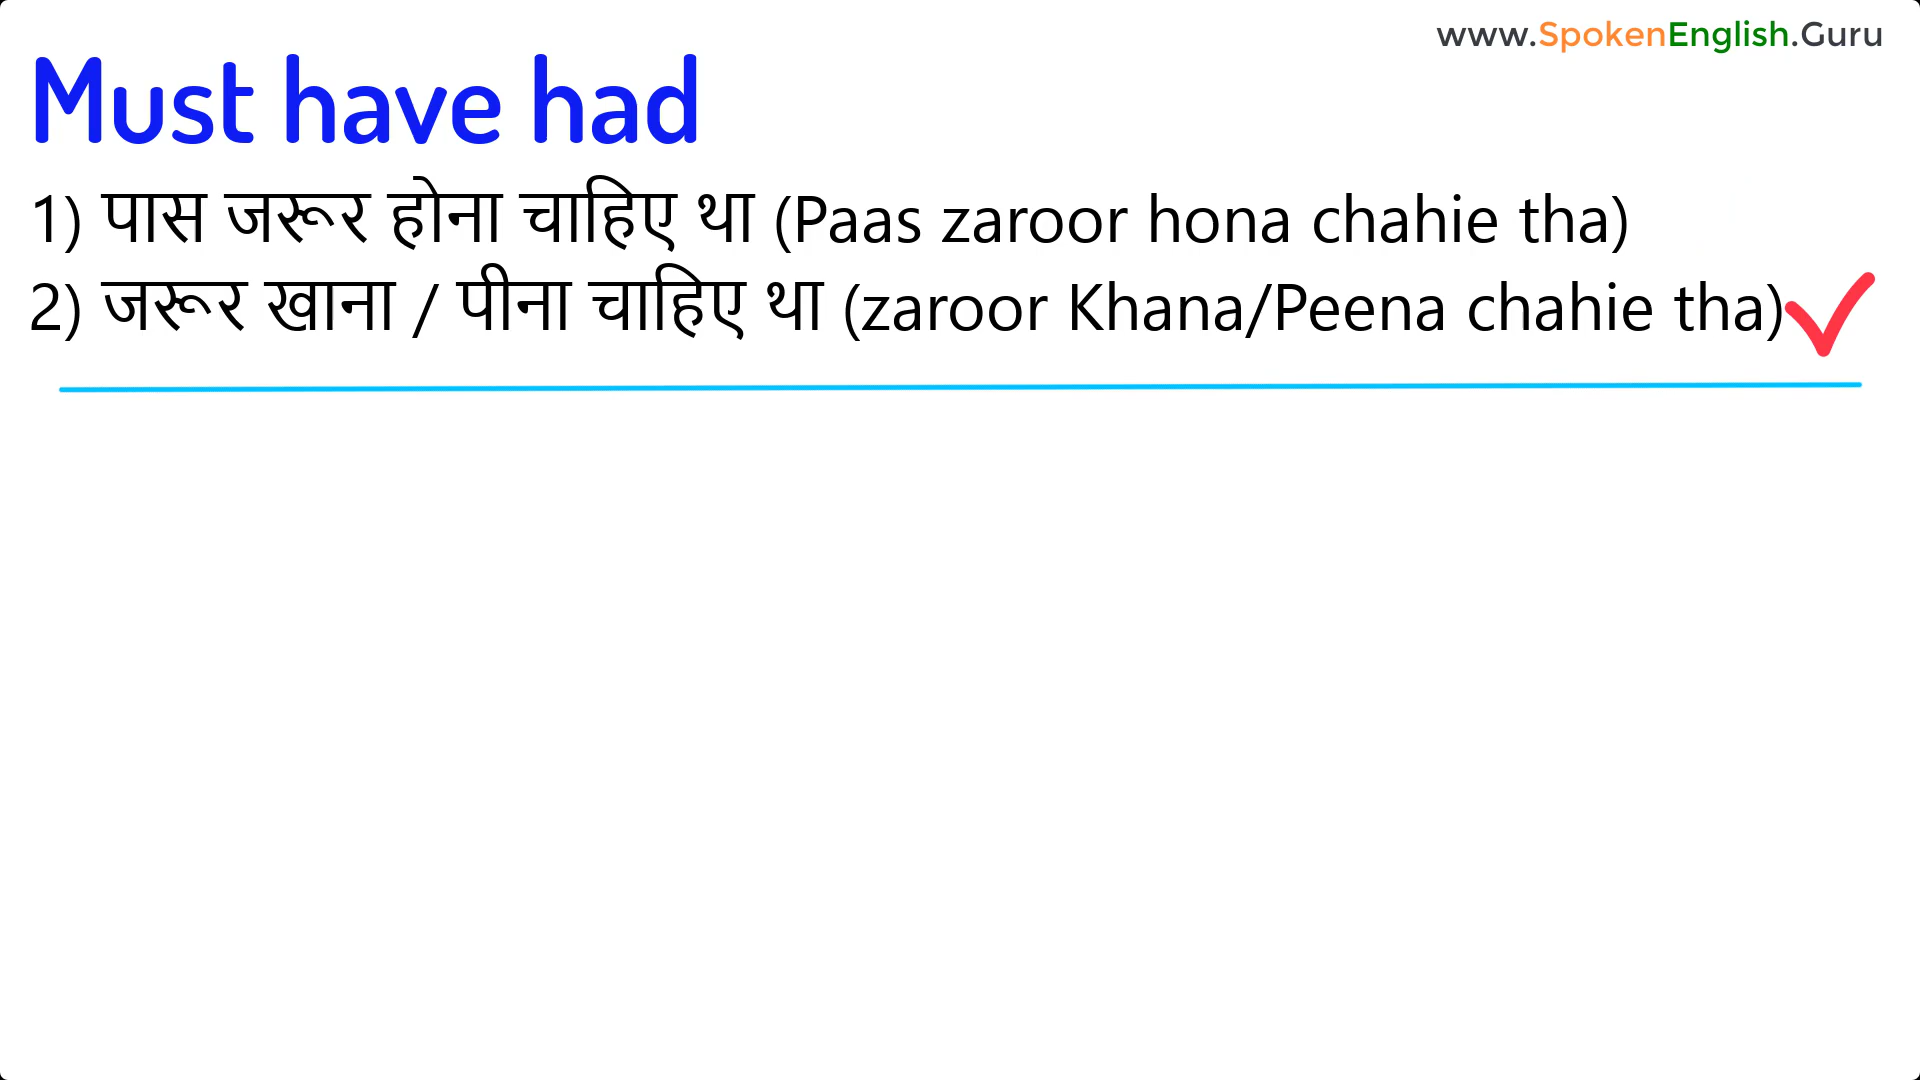 www.SpokenEnglish.Guru
Must have had
1) पास जरूर होना चाहिए था (Paas zaroor hona chahie tha)
2) जरूर खाना / पीना चाहिए था (zaroor Khana/Peena chahie tha)